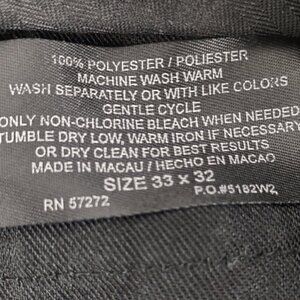 100% POLYESTER / POLIESTER
MACHINE WASH WARM
WASH SEPARATELY OR WITH LIKE COLORS
GENTLE CYCLE
ONLY NON-CHLORINE BLEACH WHEN NEEDED
TUMBLE DRY LOW, WARM IRON IF NECESSARY
OR DRY CLEAN FOR BEST RESULTS
MADE IN MACAU / HECHO EN MACAO
SIZE 33 x 32
RN 57272 P.O.#5182W2